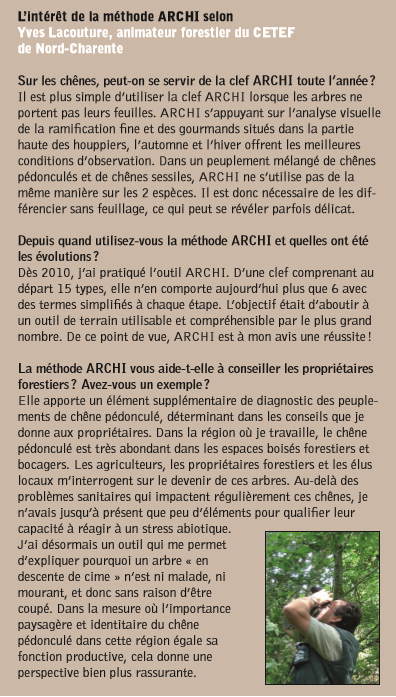 L'intérêt de la méthode ARCHI selon
Yves Lacouture, animateur forestier du CETEF
de Nord-Charente
Sur les chênes, peut-on se servir de la clef ARCHI toute l'année ?
Il est plus simple d'utiliser la clef ARCHI lorsque les arbres ne
portent pas leurs feuilles. ARCHI s'appuyant sur l'analyse visuelle
de la ramification fine et des gourmands situés dans la partie
haute des houppiers, l'automne et l'hiver offrent les meilleures
conditions d'observation. Dans un peuplement mélangé de chênes
pédonculés et de chênes sessiles, ARCHI ne s'utilise pas de la
même manière sur les 2 espèces. Il est donc nécessaire de les dif-
férencier sans feuillage, ce qui peut se révéler parfois délicat.
Depuis quand utilisez-vous la méthode ARCHI et quelles ont été
les évolutions ?
Dès 2010, j'ai pratiqué l'outil ARCHI. D'une clef comprenant au
départ 15 types, elle n'en comporte aujourd'hui plus que 6 avec
des termes simplifiés à chaque étape. L'objectif était d'aboutir à
un outil de terrain utilisable et compréhensible par le plus grand
nombre. De ce point de vue, ARCHI est à mon avis une réussite !
La méthode ARCHI vous aide-t-elle à conseiller les propriétaires
forestiers ? Avez-vous un exemple ?
Elle apporte un élément supplémentaire de diagnostic des peuple-
ments de chêne pédonculé, déterminant dans les conseils que je
donne aux propriétaires. Dans la région où je travaille, le chêne
pédonculé est très abondant dans les espaces boisés forestiers et
bocagers. Les agriculteurs, les propriétaires forestiers et les élus
locaux m'interrogent sur le devenir de ces arbres. Au-delà des
problèmes sanitaires qui impactent régulièrement ces chênes, je
n'avais jusqu'à présent que peu d'éléments pour qualifier leur
capacité à réagir à un stress abiotique.
J'ai désormais un outil qui me permet
d'expliquer pourquoi un arbre « en
descente de cime » n'est ni malade, ni
mourant, et donc sans raison d'être
coupé. Dans la mesure où l'importance
paysagère et identitaire du chêne
pédonculé dans cette région égale sa
fonction productive, cela donne une
perspective bien plus rassurante.